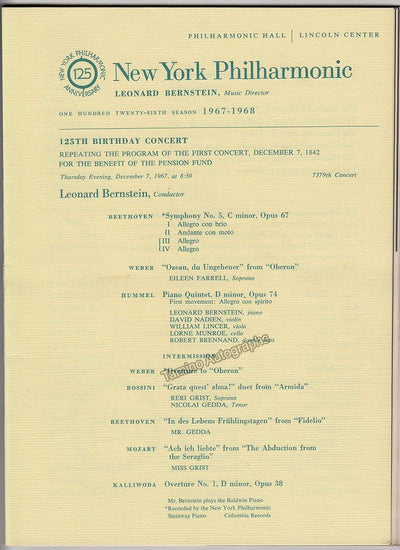 PHILHARMONIC HALL | LINCOLN CENTER
NEW YORK PHILHARMONIC
125
ANNIVERSARY
New York Philharmonic
LEONARD BERNSTEIN, Music Director
ONE HUNDRED TWENTY-SIXTH SEASON 1967-1968
125TH BIRTHDAY CONCERT
REPEATING THE PROGRAM OF THE FIRST CONCERT, DECEMBER 7, 1842
FOR THE BENEFIT OF THE PENSION FUND
Thursday Evening, December 7, 1967, at 8:30 7379th Concert
Leonard Bernstein, Conductor
BEETHOVEN *Symphony No. 5, C minor, Opus 67
I Allegro con brio
II Andante con moto
III Allegro
IV Allegro
WEBER "Ozean, du Ungeheuer" from "Oberon"
EILEEN FARRELL, Soprano
HUMMEL Piano Quintet, D minor, Opus 74
First movement: Allegro con spirito
LEONARD BERNSTEIN, piano
DAVID NADIEN, violin
WILLIAM LINCER, viola
LORNE MUNROE, cello
ROBERT BRENNAND, double bass
INTERMISSION
Tamino Autographs
WEBER "Overture to "Oberon"
ROSSINI "Grata quest' alma!" duet from "Armida"
RERI GRIST, Soprano
NICOLAI GEDDA, Tenor
BEETHOVEN "In des Lebens Frühlingstagen" from "Fidelio"
MR. GEDDA
MOZART "Ach ich liebte" from "The Abduction from
the Seraglio"
MISS GRIST
KALLIWODA Overture No. 1, D minor, Opus 38
Mr. Bernstein plays the Baldwin Piano
*Recorded by the New York Philharmonic
Steinway Piano Columbia Records